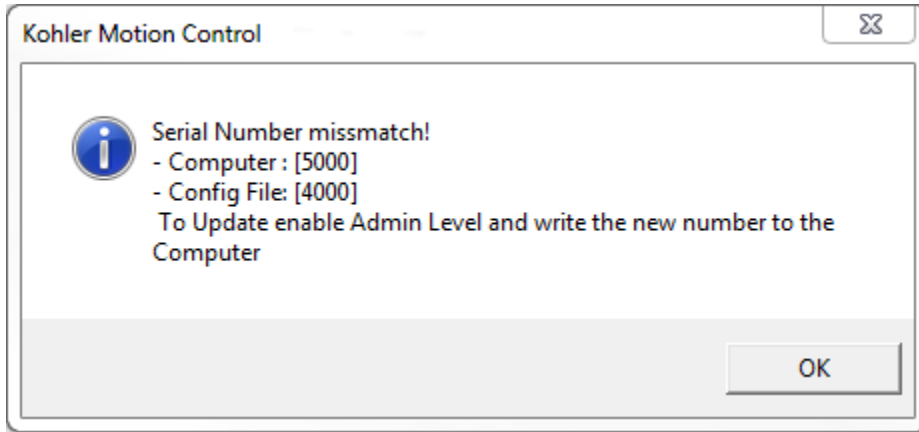 Kohler Motion Control
Serial Number missmatch!
- Computer : [5000]
- Config File: [4000]
To Update enable Admin Level and write the new number to the
Computer
OK